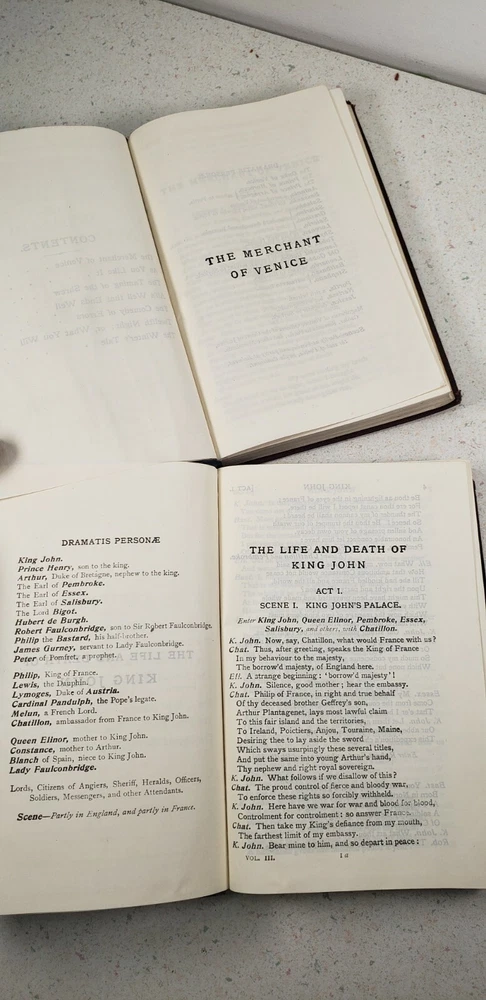 THE MERCHANT
OF VENICE
DRAMATIS PERSONÆ
King John.
Prince Henry, son to the king.
Arthur, Duke of Bretagne, nephew to the king.
The Earl of Pembroke.
The Earl of Essex.
The Earl of Salisbury.
The Lord Bigot.
Hubert de Burgh.
Robert Faulconbridge, son to Sir Robert Faulconbridge.
Philip the Bastard, his half-brother.
James Gurney, servant to Lady Faulconbridge.
Peter of Pomfret, a prophet.
Philip, King of France.
Lewis, the Dauphin.
Lymoges, Duke of Austria.
Cardinal Pandulph, the Pope's legate.
Melun, a French Lord.
Chatillon, ambassador from France to King John.
Queen Elinor, mother to King John.
Constance, mother to Arthur.
Blanch of Spain, niece to King John.
Lady Faulconbridge.
Lords, Citizens of Angiers, Sheriff, Heralds, Officers,
Soldiers, Messengers, and other Attendants.
Scene—Partly in England, and partly in France.
THE LIFE AND DEATH OF
KING JOHN
ACT I.
SCENE I. KING JOHN'S PALACE.
Enter King John, Queen Elinor, Pembroke, Essex,
Salisbury, and others, with Chatillon.
K. John. Now, say, Chatillon, what would France with us?
Chat. Thus, after greeting, speaks the King of France
In my behaviour to the majesty,
The borrow'd majesty, of England here.
Eli. A strange beginning: 'borrow'd majesty'!
K. John. Silence, good mother; hear the embassy.
Chat. Philip of France, in right and true behalf
Of thy deceased brother Geffrey's son,
Arthur Plantagenet, lays most lawful claim
To this fair island and the territories,
To Ireland, Poictiers, Anjou, Touraine, Maine,
Desiring thee to lay aside the sword
Which sways usurpingly these several titles,
And put the same into young Arthur's hand,
Thy nephew and right royal sovereign.
K. John. What follows if we disallow of this?
Chat. The proud control of fierce and bloody war,
To enforce these rights so forcibly withheld.
K. John. Here have we war for war and blood for blood,
Controlment for controlment: so answer France.
Chat. Then take my King's defiance from my mouth,
The farthest limit of my embassy.
K. John. Bear mine to him, and so depart in peace:
VOL. III. 1 a